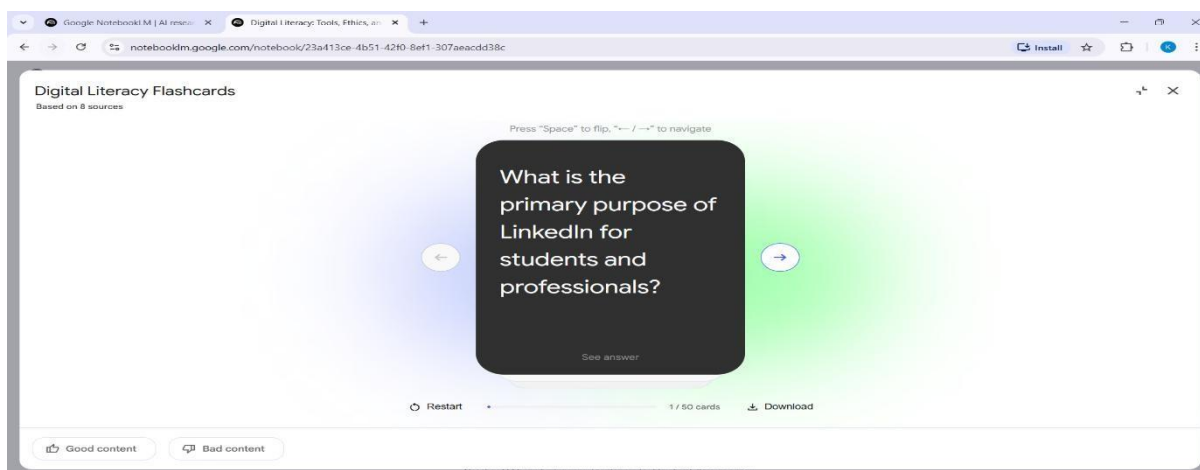 Google NotebookLM | AI resea
Digital Literacy: Tools, Ethics, an
notebooklm.google.com/notebook/23a413ce-4b51-42f0-8ef1-307aeacdd38c
Install
K
Digital Literacy Flashcards
Based on 8 sources
Press "Space" to flip, "← / →" to navigate
What is the
primary purpose of
LinkedIn for
students and
professionals?
See answer
Restart
1 / 50 cards
Download
Good content
Bad content